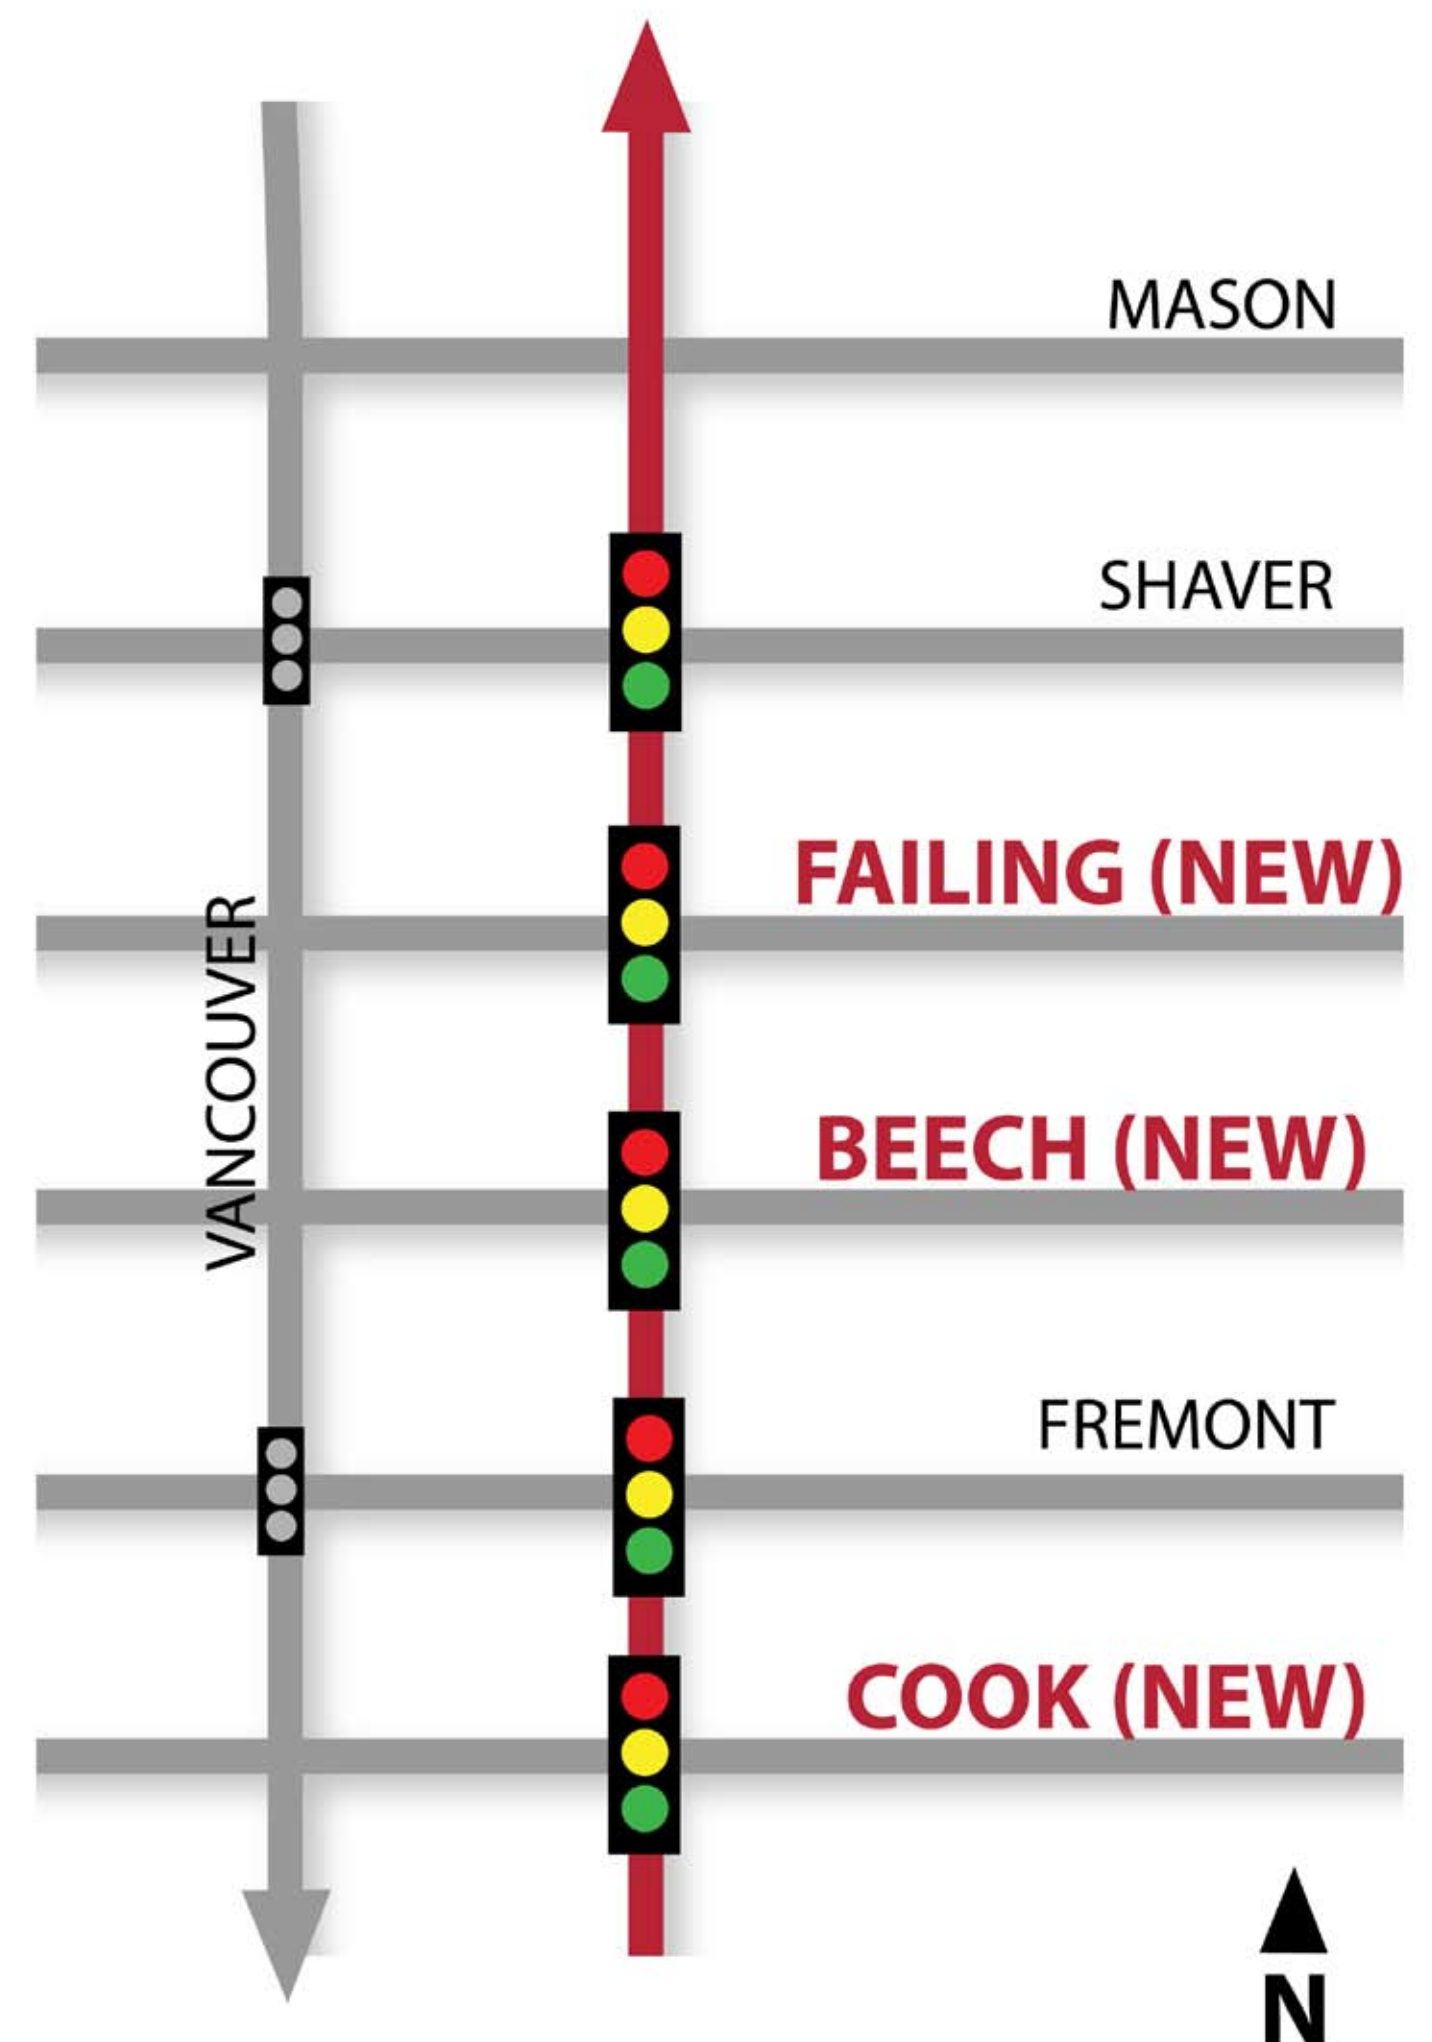 MASON
SHAVER
FAILING (NEW)
VANCOUVER
BEECH (NEW)
FREMONT
COOK (NEW)
N